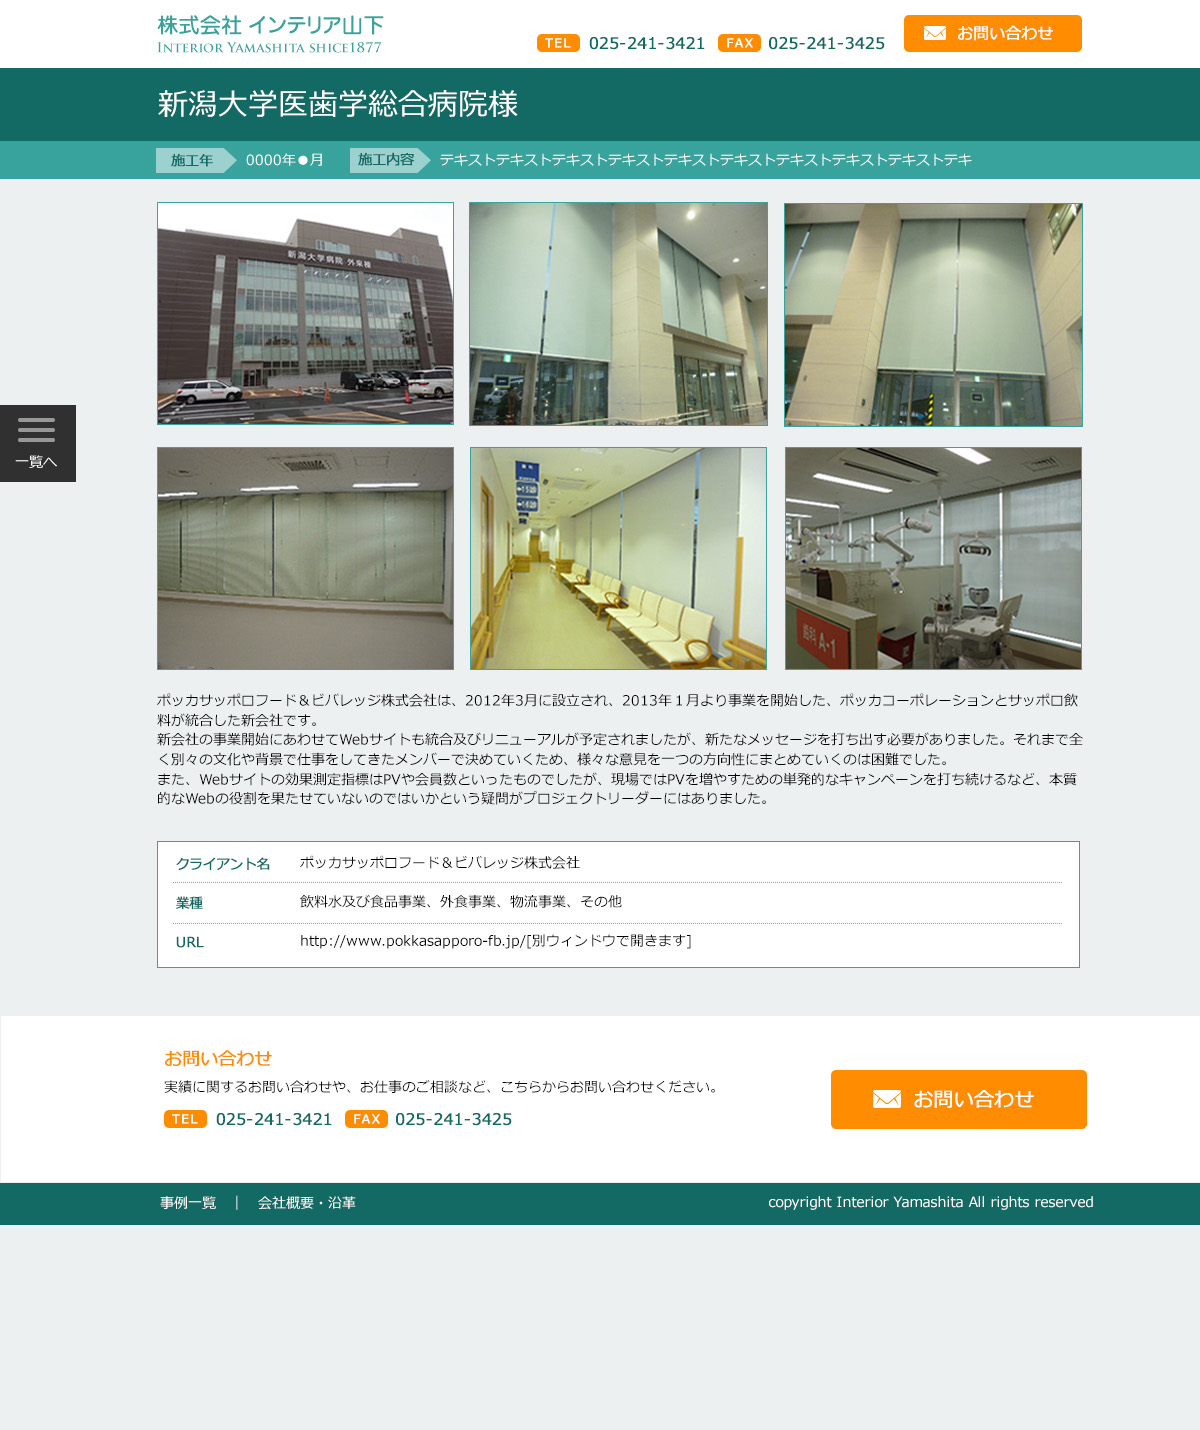 株式会社 インテリア山下
INTERIOR YAMASHITA SHICE1877
TEL 025-241-3421 FAX 025-241-3425
お問い合わせ
新潟大学医歯学総合病院様
施工年 0000年●月 施工内容 テキストテキストテキストテキストテキストテキストテキストテキストテキストテキ
新潟大学病院 外来棟
一覧へ
歯科 A-1
ポッカサッポロフード＆ビバレッジ株式会社は、2012年3月に設立され、2013年１月より事業を開始した、ポッカコーポレーションとサッポロ飲
料が統合した新会社です。
新会社の事業開始にあわせてWebサイトも統合及びリニューアルが予定されましたが、新たなメッセージを打ち出す必要がありました。それまで全
く別々の文化や背景で仕事をしてきたメンバーで決めていくため、様々な意見を一つの方向性にまとめていくのは困難でした。
また、Webサイトの効果測定指標はPVや会員数といったものでしたが、現場ではPVを増やすための単発的なキャンペーンを打ち続けるなど、本質
的なWebの役割を果たせていないのではいかという疑問がプロジェクトリーダーにはありました。
クライアント名 ポッカサッポロフード＆ビバレッジ株式会社
業種 飲料水及び食品事業、外食事業、物流事業、その他
URL http://www.pokkasapporo-fb.jp/[別ウィンドウで開きます]
お問い合わせ
実績に関するお問い合わせや、お仕事のご相談など、こちらからお問い合わせください。
TEL 025-241-3421 FAX 025-241-3425
お問い合わせ
事例一覧 ｜ 会社概要・沿革
copyright Interior Yamashita All rights reserved